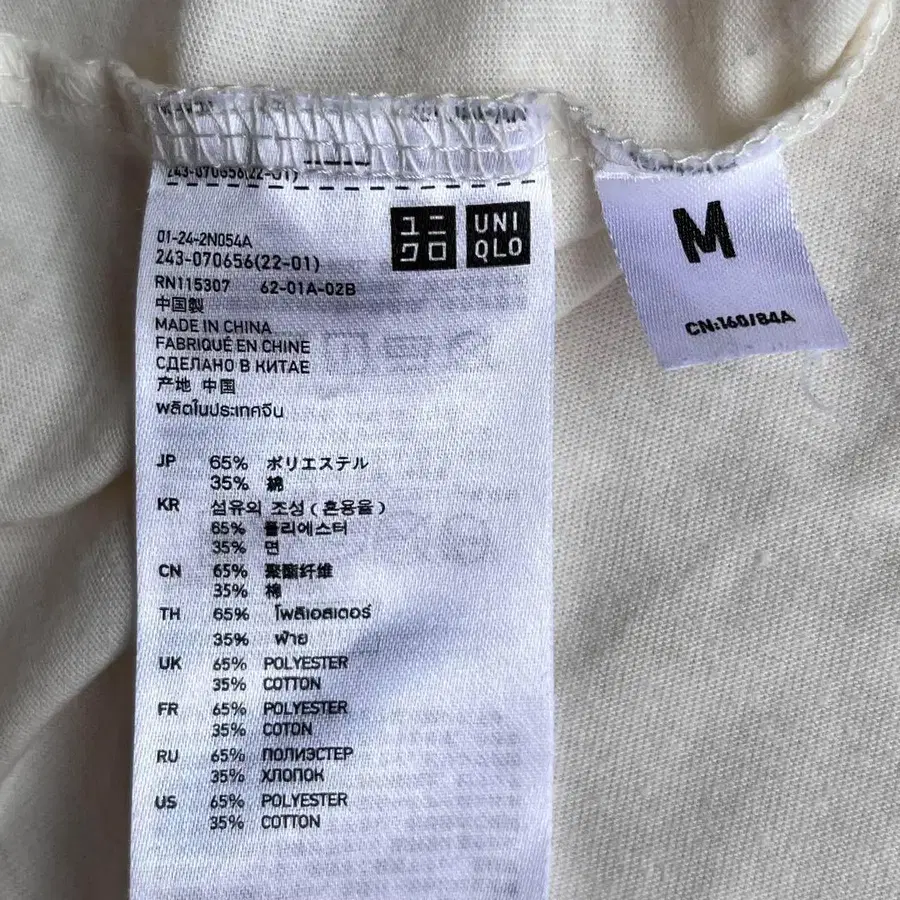 243-070656(22-01)
ユニ
クロ
UNI
QLO
01-24-2N054A
243-070656(22-01)
RN115307 62-01A-02B
中国製
MADE IN CHINA
FABRIQUÉ EN CHINE
СДЕЛАНО В КИТАЕ
产地 中国
ผลิตในประเทศจีน
JP 65% ポリエステル
35% 綿
KR 섬유의 조성 ( 혼용율 )
65% 폴리에스터
35% 면
CN 65% 聚酯纤维
35% 棉
TH 65% โพลีเอสเตอร์
35% ฝ้าย
UK 65% POLYESTER
35% COTTON
FR 65% POLYESTER
35% COTON
RU 65% ПОЛИЭСТЕР
35% ХЛОПОК
US 65% POLYESTER
35% COTTON
M
CN:160/84A